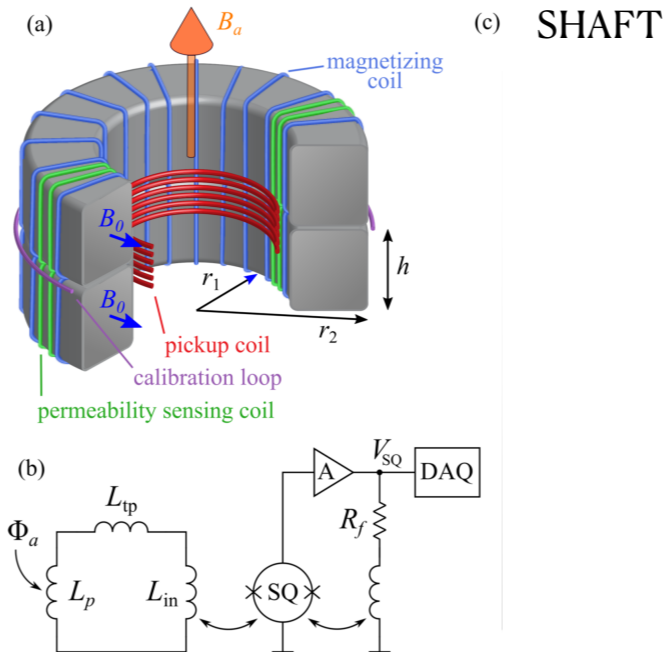 (a)
B_a
(c)
SHAFT
magnetizing
coil
B_0
B_0
h
r_1
r_2
pickup coil
calibration loop
permeability sensing coil
(b)
V_SQ
A
DAQ
L_tp
R_f
Φ_a
L_p
L_in
SQ